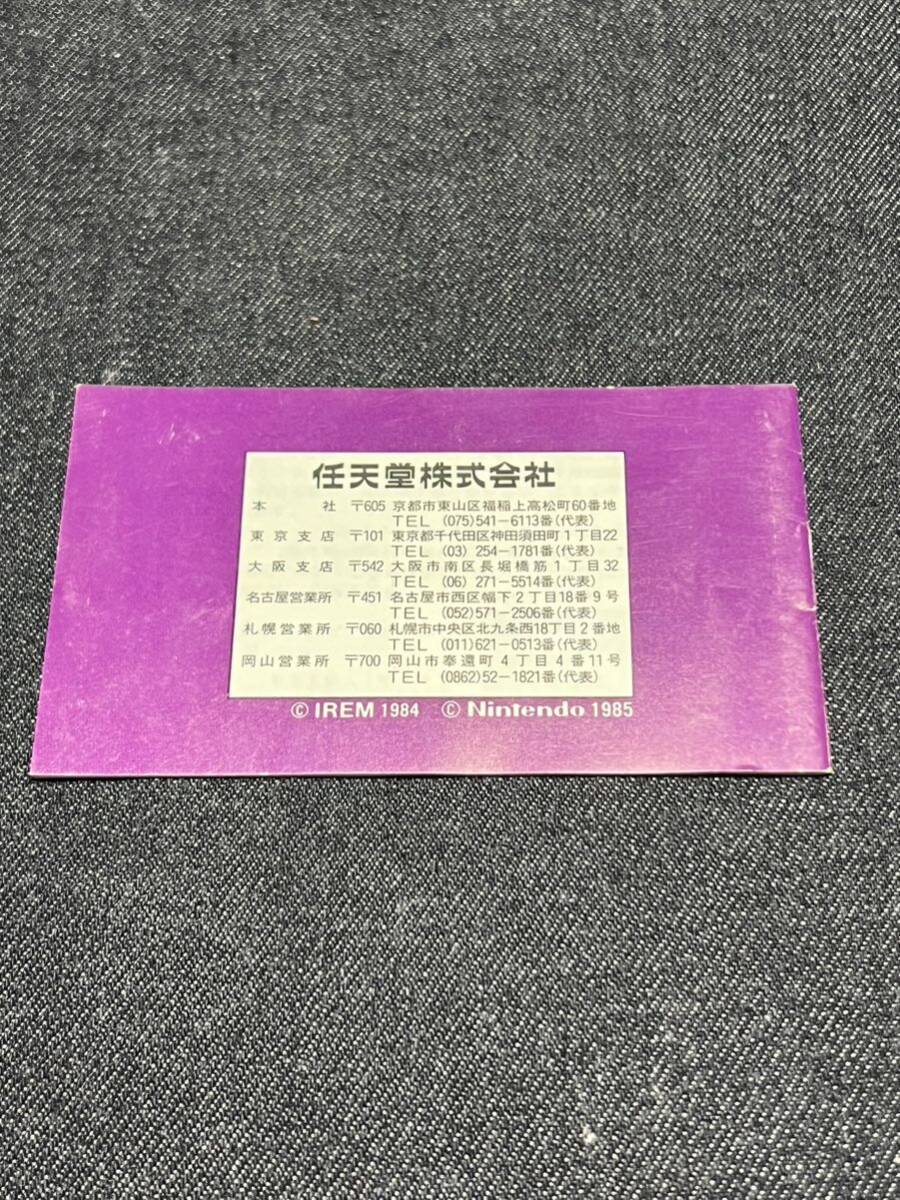 任天堂株式会社
本 社 〒605 京都市東山区福稲上高松町60番地
TEL (075)541-6113番(代表)
東京支店 〒101 東京都千代田区神田須田町1丁目22
TEL (03) 254-1781番(代表)
大阪支店 〒542 大阪市南区長堀橋筋1丁目32
TEL (06) 271-5514番(代表)
名古屋営業所 〒451 名古屋市西区幅下2丁目18番9号
TEL (052)571-2506番(代表)
札幌営業所 〒060 札幌市中央区北九条西18丁目2番地
TEL (011)621-0513番(代表)
岡山営業所 〒700 岡山市奉還町4丁目4番11号
TEL (0862)52-1821番(代表)
© IREM 1984 © Nintendo 1985